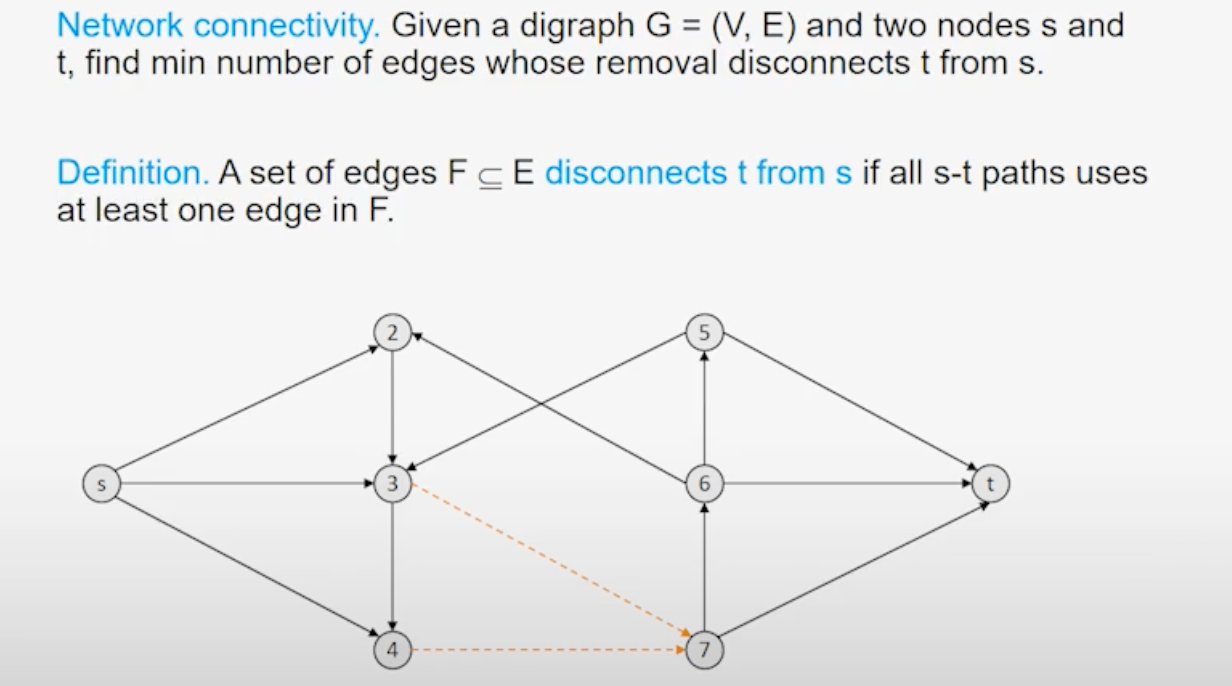 Network connectivity. Given a digraph G = (V, E) and two nodes s and
t, find min number of edges whose removal disconnects t from s.
Definition. A set of edges F ⊆ E disconnects t from s if all s-t paths uses
at least one edge in F.
2 5
s 3 6 t
4 7